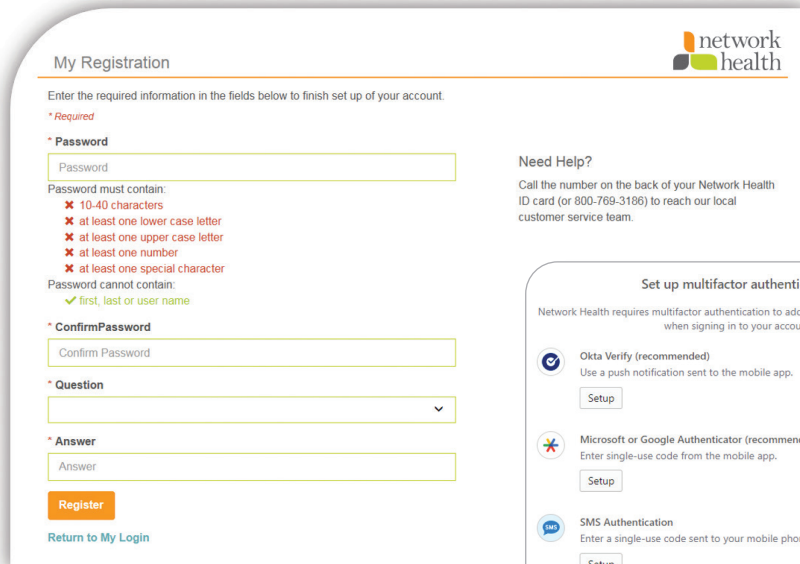 network
health
My Registration
Enter the required information in the fields below to finish set up of your account.
* Required
* Password
Password
Password must contain:
10-40 characters
at least one lower case letter
at least one upper case letter
at least one number
at least one special character
Password cannot contain:
first, last or user name
* ConfirmPassword
Confirm Password
* Question
* Answer
Answer
Register
Return to My Login
Need Help?
Call the number on the back of your Network Health
ID card (or 800-769-3186) to reach our local
customer service team.
Set up multifactor
Network Health requires multifactor authentication to
when signing in to your
Okta Verify (recommended)
Use a push notification sent to the mobile app.
Setup
Microsoft or Google Authenticator
Enter single-use code from the mobile app.
Setup
SMS
SMS Authentication
Enter a single-use code sent to your mobile
Setup